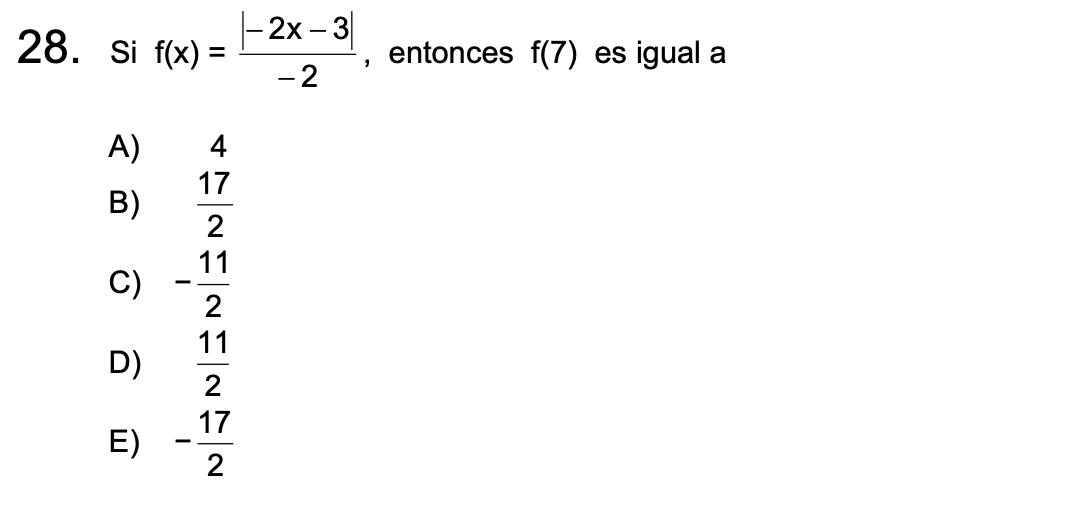 28. Si f(x) = |– 2x – 3| / – 2, entonces f(7) es igual a
A) 4
B) 17/2
C) – 11/2
D) 11/2
E) – 17/2